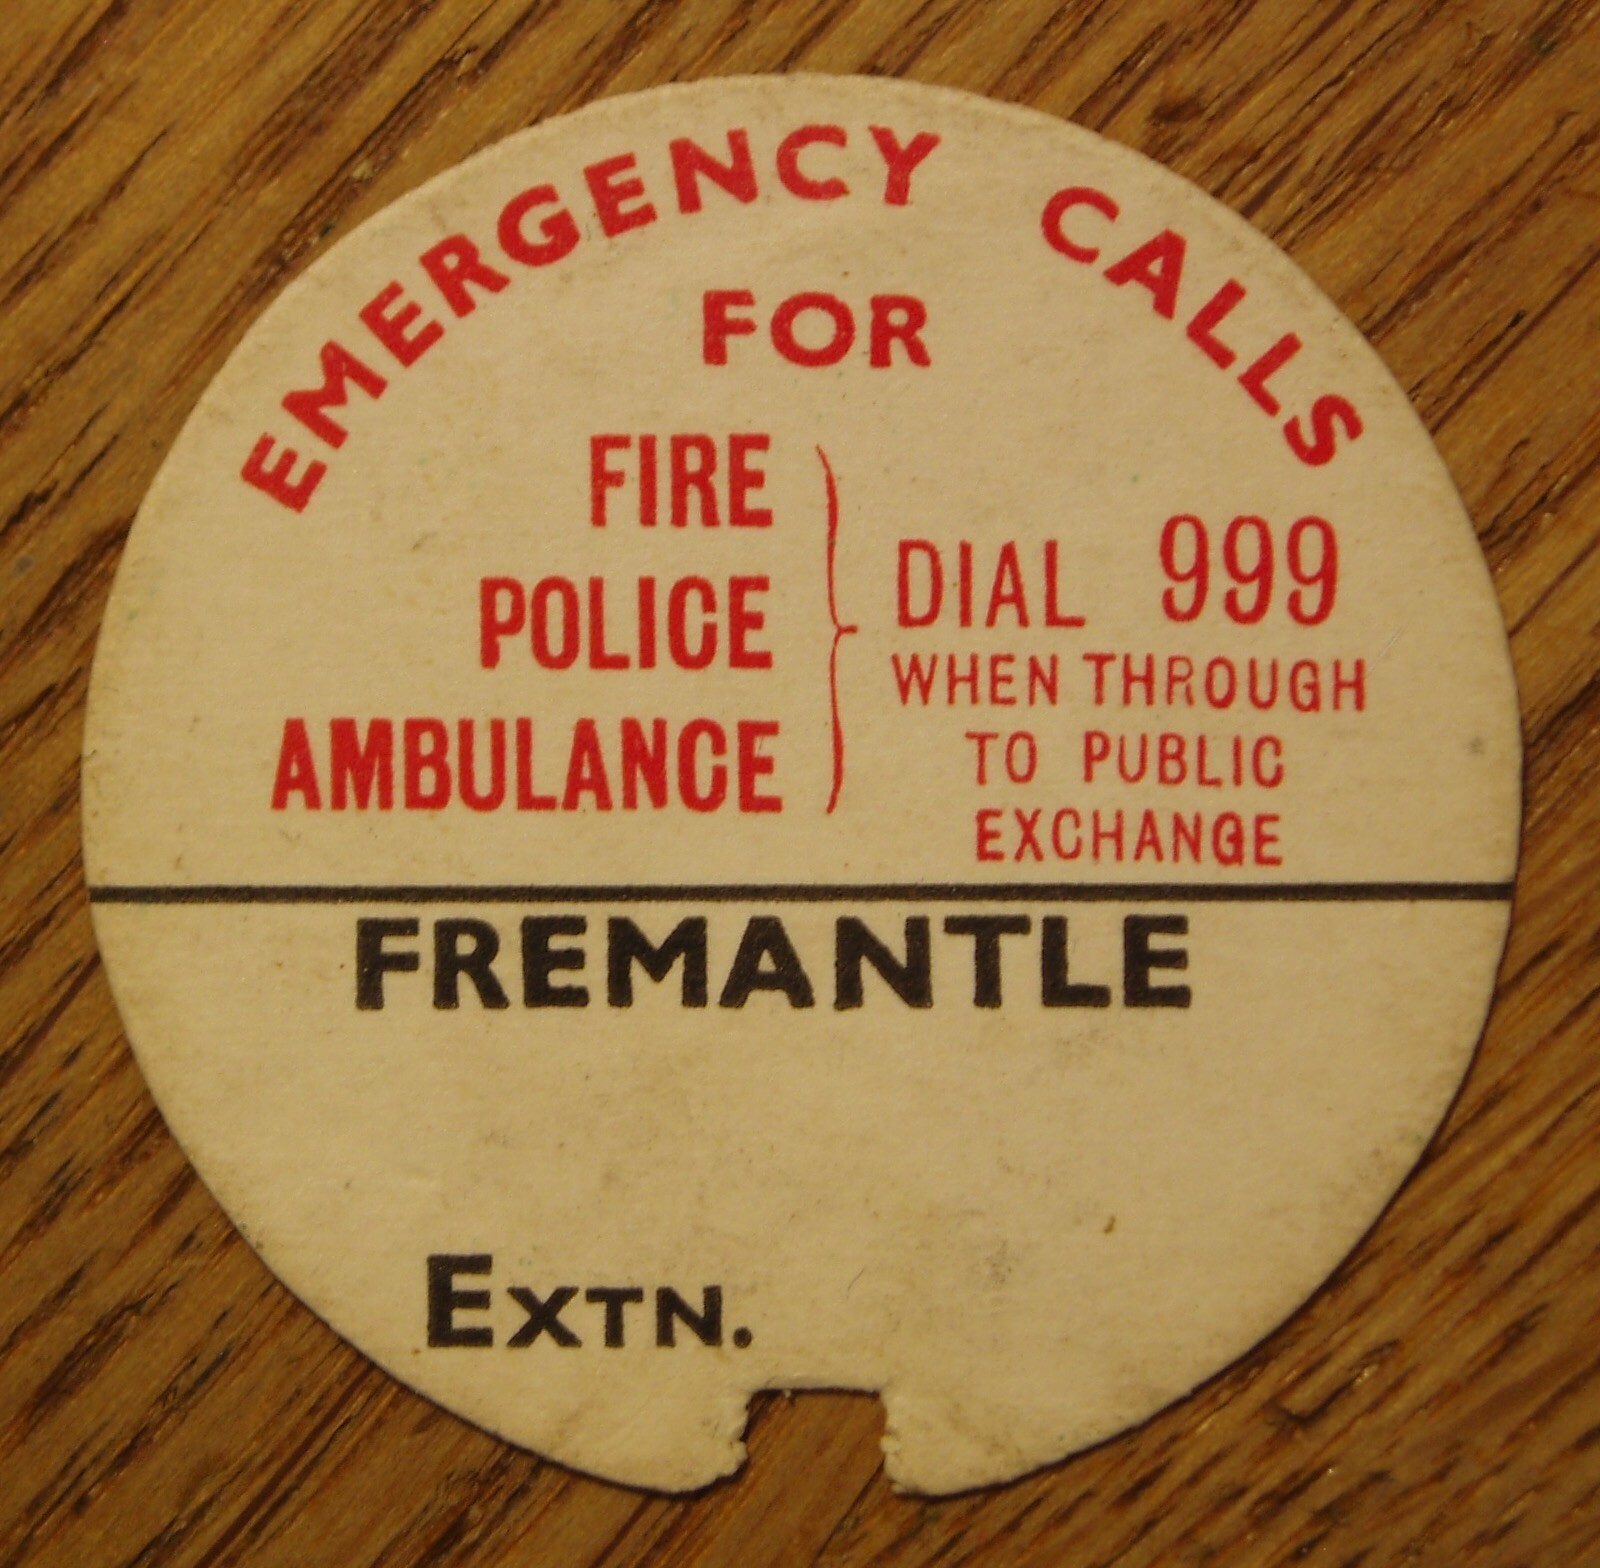 EMERGENCY CALLS
FOR
FIRE
POLICE
AMBULANCE
DIAL 999
WHEN THROUGH
TO PUBLIC
EXCHANGE
FREMANTLE
EXTN.